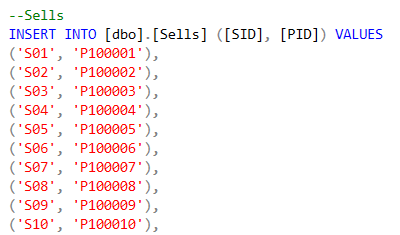 --Sells
INSERT INTO [dbo].[Sells] ([SID], [PID]) VALUES
('S01', 'P100001'),
('S02', 'P100002'),
('S03', 'P100003'),
('S04', 'P100004'),
('S05', 'P100005'),
('S06', 'P100006'),
('S07', 'P100007'),
('S08', 'P100008'),
('S09', 'P100009'),
('S10', 'P100010'),